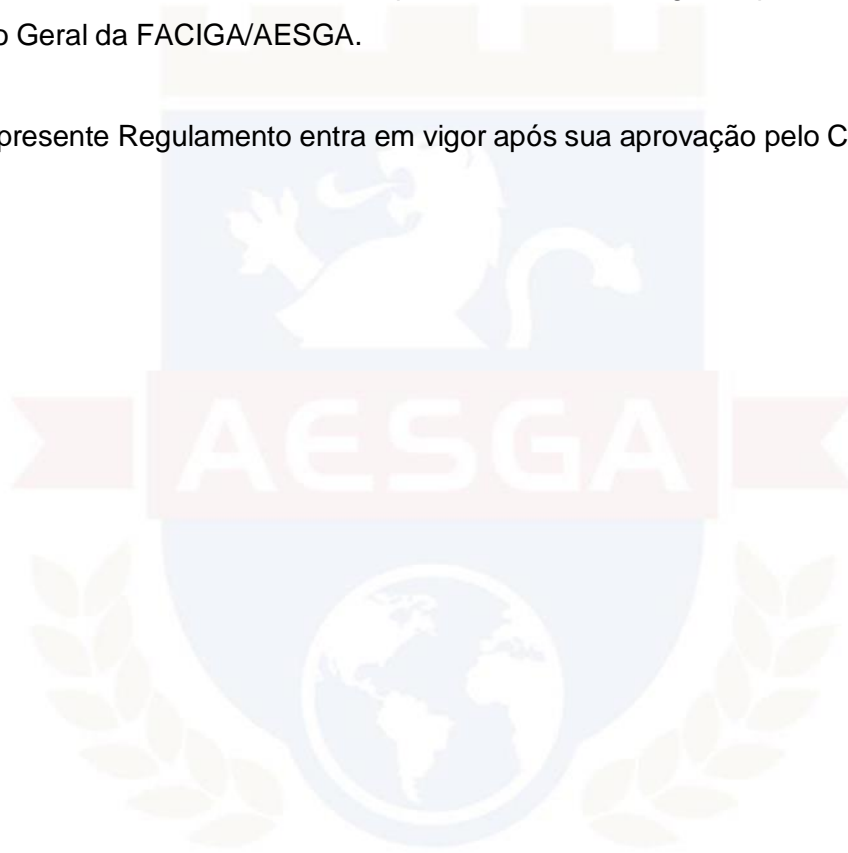 o Geral da FACIGA/AESGA.
presente Regulamento entra em vigor após sua aprovação pelo C
AESGA